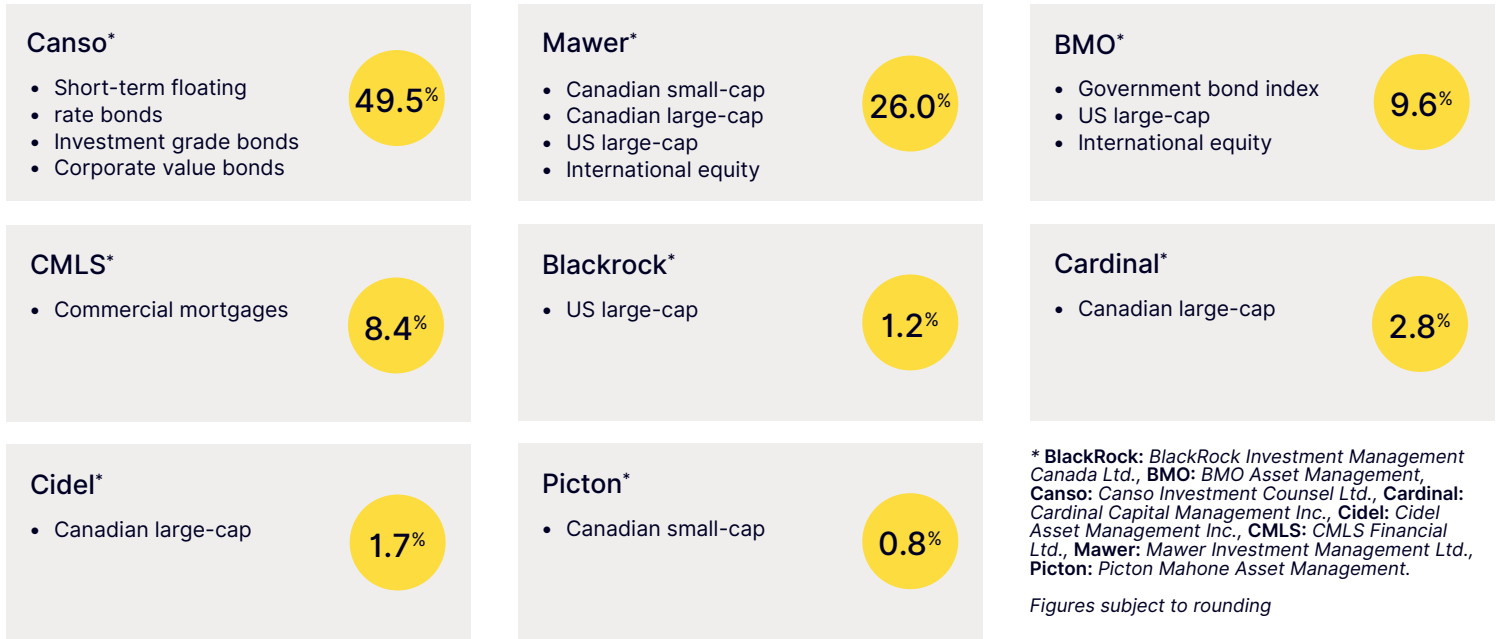 Canso*
• Short-term floating
• rate bonds
• Investment grade bonds
• Corporate value bonds
49.5%
Mawer*
• Canadian small-cap
• Canadian large-cap
• US large-cap
• International equity
26.0%
BMO*
• Government bond index
• US large-cap
• International equity
9.6%
CMLS*
• Commercial mortgages
8.4%
Blackrock*
• US large-cap
1.2%
Cardinal*
• Canadian large-cap
2.8%
Cidel*
• Canadian large-cap
1.7%
Picton*
• Canadian small-cap
0.8%
* BlackRock: BlackRock Investment Management
Canada Ltd., BMO: BMO Asset Management,
Canso: Canso Investment Counsel Ltd., Cardinal:
Cardinal Capital Management Inc., Cidel: Cidel
Asset Management Inc., CMLS: CMLS Financial
Ltd., Mawer: Mawer Investment Management Ltd.,
Picton: Picton Mahone Asset Management.
Figures subject to rounding